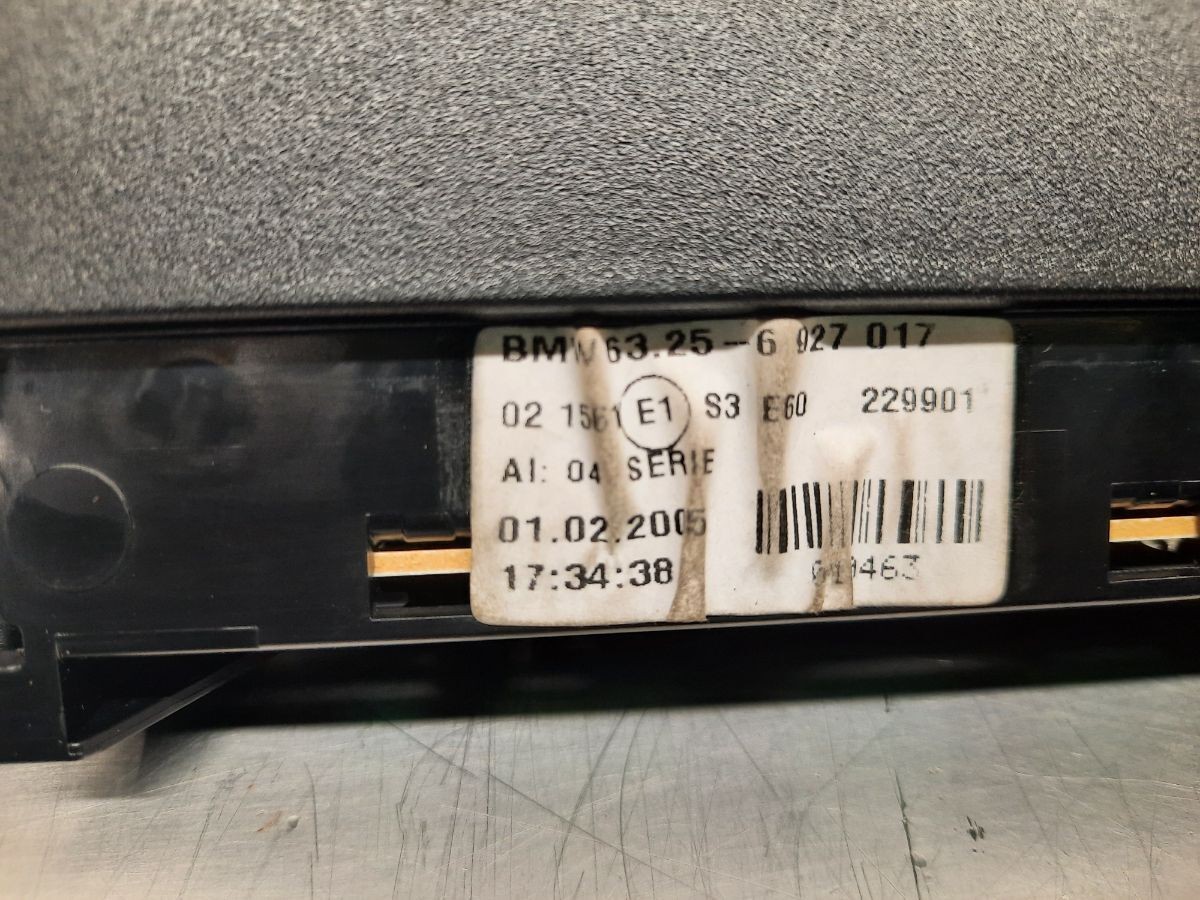 BMW 63.25-6 927 017
02 1561 E1 S3 E60 229901
AI: 04 SERIE
01.02.2005
17:34:38